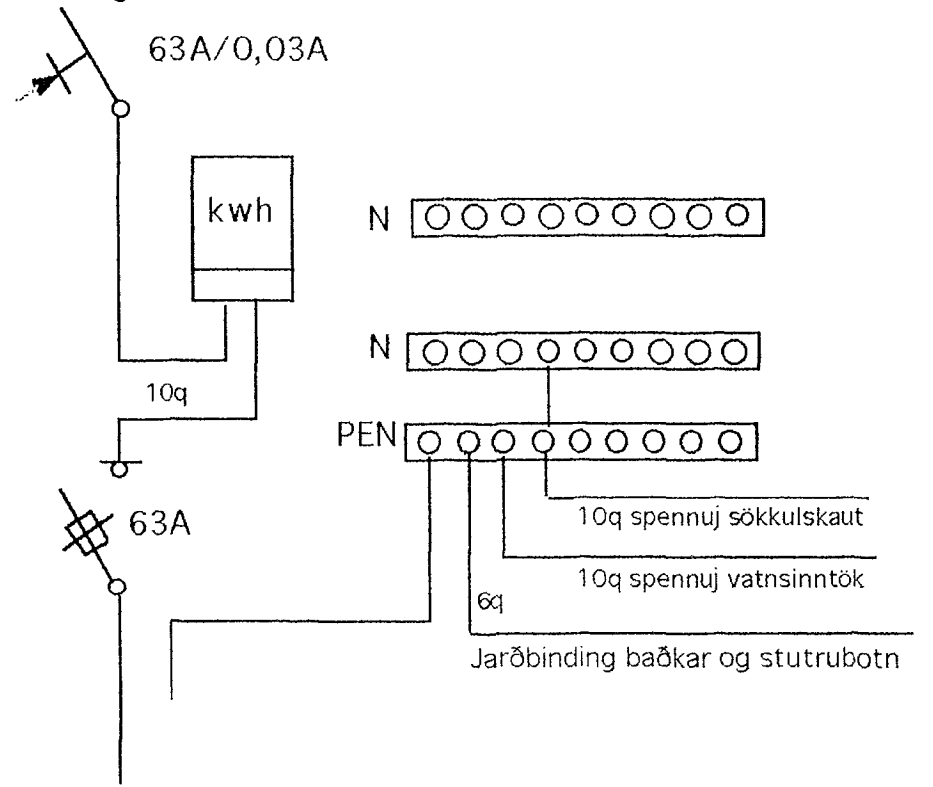 63A/0,03A
kwh
N
N
10q
PEN
63A
10q spennuj sökkulskaut
10q spennuj vatnsinntök
6q
Jarðbinding baðkar og stutrubotn